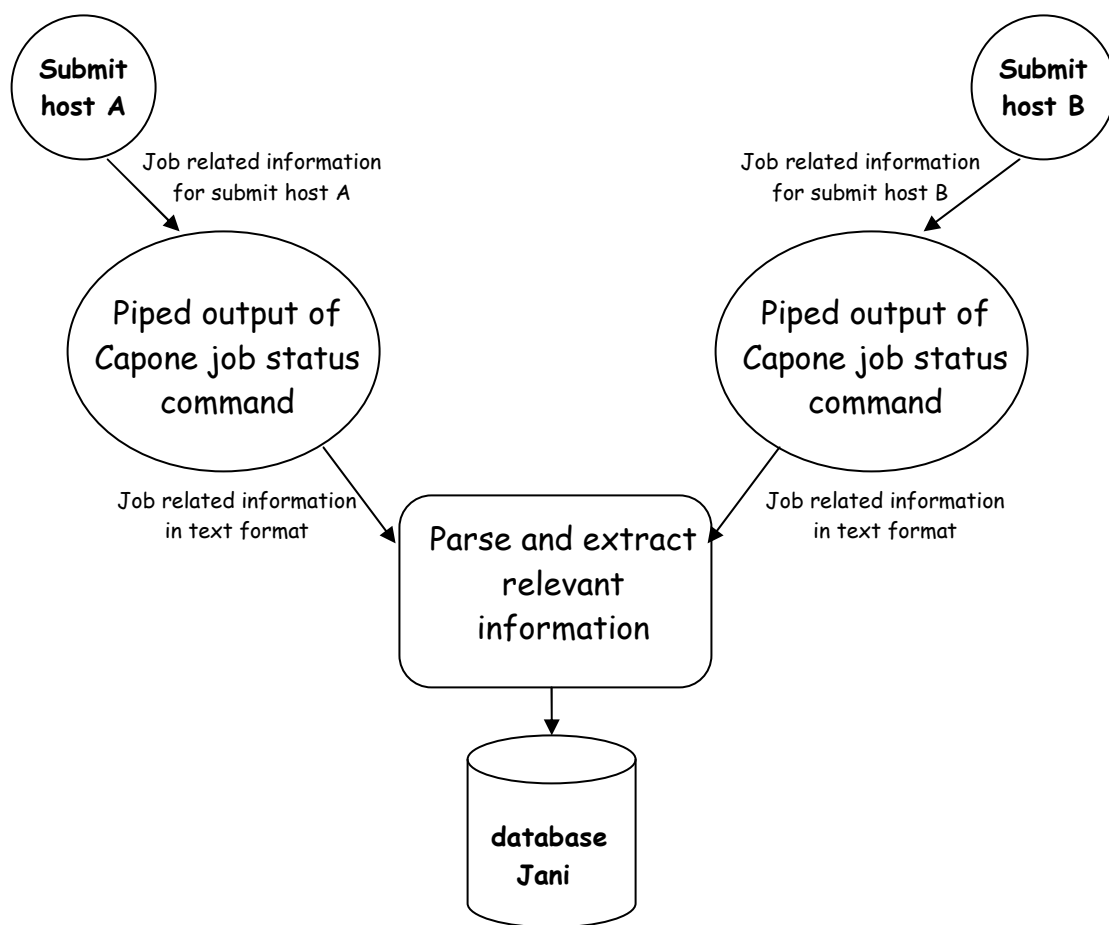 Submit
host A
Submit
host B
Job related information
for submit host A
Job related information
for submit host B
Piped output of
Capone job status
command
Piped output of
Capone job status
command
Job related information
in text format
Job related information
in text format
Parse and extract
relevant
information
database
Jani